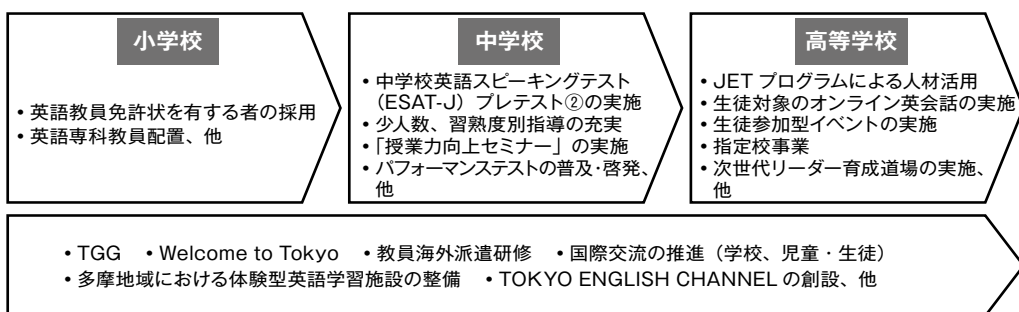 小学校
• 英語教員免許状を有する者の採用
• 英語専科教員配置、他
中学校
• 中学校英語スピーキングテスト
（ESAT-J）プレテスト②の実施
• 少人数、習熟度別指導の充実
• 「授業力向上セミナー」の実施
• パフォーマンステストの普及・啓発、
他
高等学校
• JET プログラムによる人材活用
• 生徒対象のオンライン英会話の実施
• 生徒参加型イベントの実施
• 指定校事業
• 次世代リーダー育成道場の実施、
他
• TGG • Welcome to Tokyo • 教員海外派遣研修 • 国際交流の推進（学校、児童・生徒）
• 多摩地域における体験型英語学習施設の整備 • TOKYO ENGLISH CHANNEL の創設、他